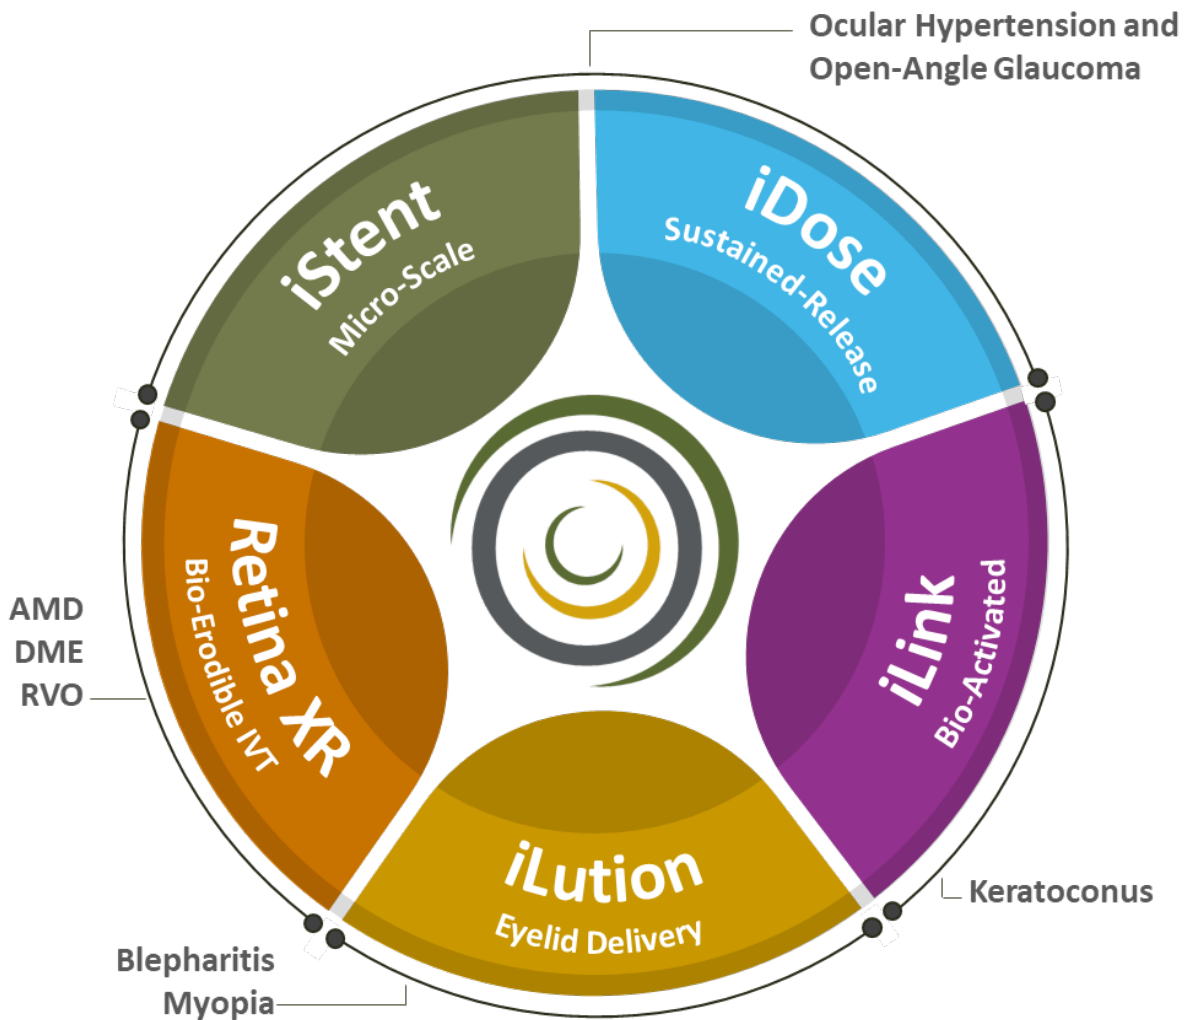 Ocular Hypertension and
Open-Angle Glaucoma
iStent
Micro-Scale
iDose
Sustained-Release
Retina XR
Bio-Erodible IVT
iLink
Bio-Activated
AMD
DME
RVO
iLution
Eyelid Delivery
Keratoconus
Blepharitis
Myopia